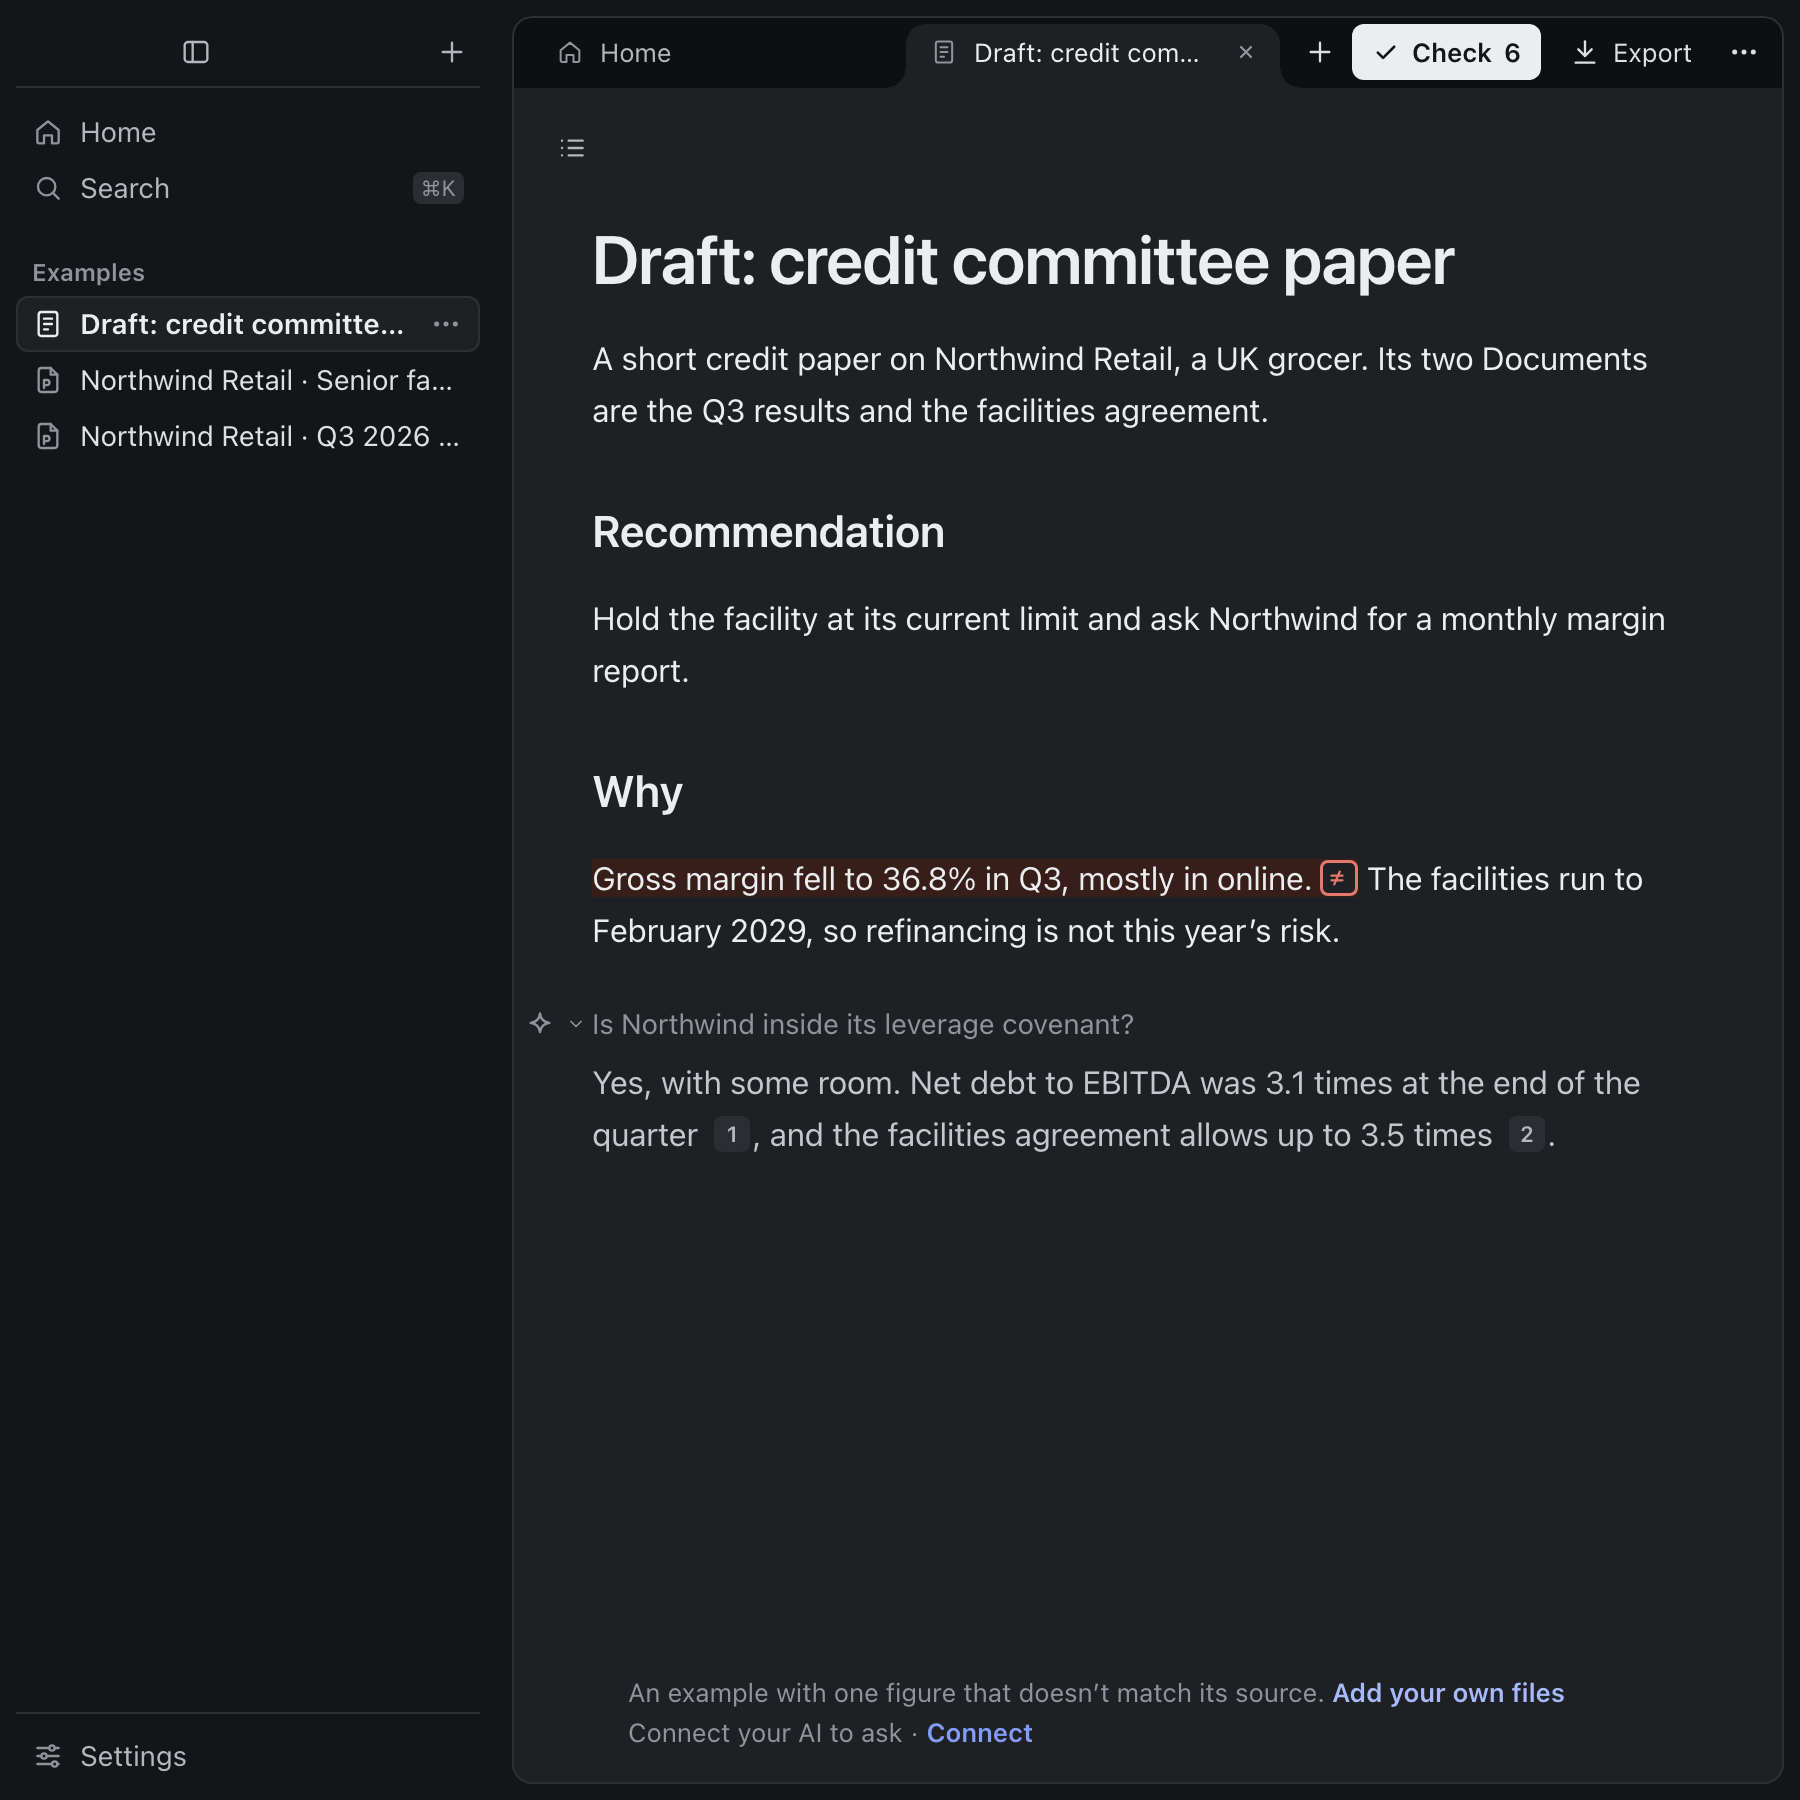 Home
Search
⌘K
Examples
Draft: credit committe...
Northwind Retail · Senior fa...
Northwind Retail · Q3 2026 ...
Settings
Home
Draft: credit com...
Check 6
Export
Draft: credit committee paper
A short credit paper on Northwind Retail, a UK grocer. Its two Documents
are the Q3 results and the facilities agreement.
Recommendation
Hold the facility at its current limit and ask Northwind for a monthly margin
report.
Why
Gross margin fell to 36.8% in Q3, mostly in online. ≠ The facilities run to
February 2029, so refinancing is not this year’s risk.
Is Northwind inside its leverage covenant?
Yes, with some room. Net debt to EBITDA was 3.1 times at the end of the
quarter 1, and the facilities agreement allows up to 3.5 times 2.
An example with one figure that doesn’t match its source. Add your own files
Connect your AI to ask · Connect